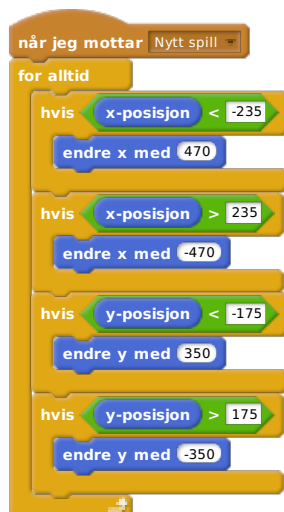 når jeg mottar Nytt spill
for alltid
hvis x-posisjon < -235
endre x med 470
hvis x-posisjon > 235
endre x med -470
hvis y-posisjon < -175
endre y med 350
hvis y-posisjon > 175
endre y med -350